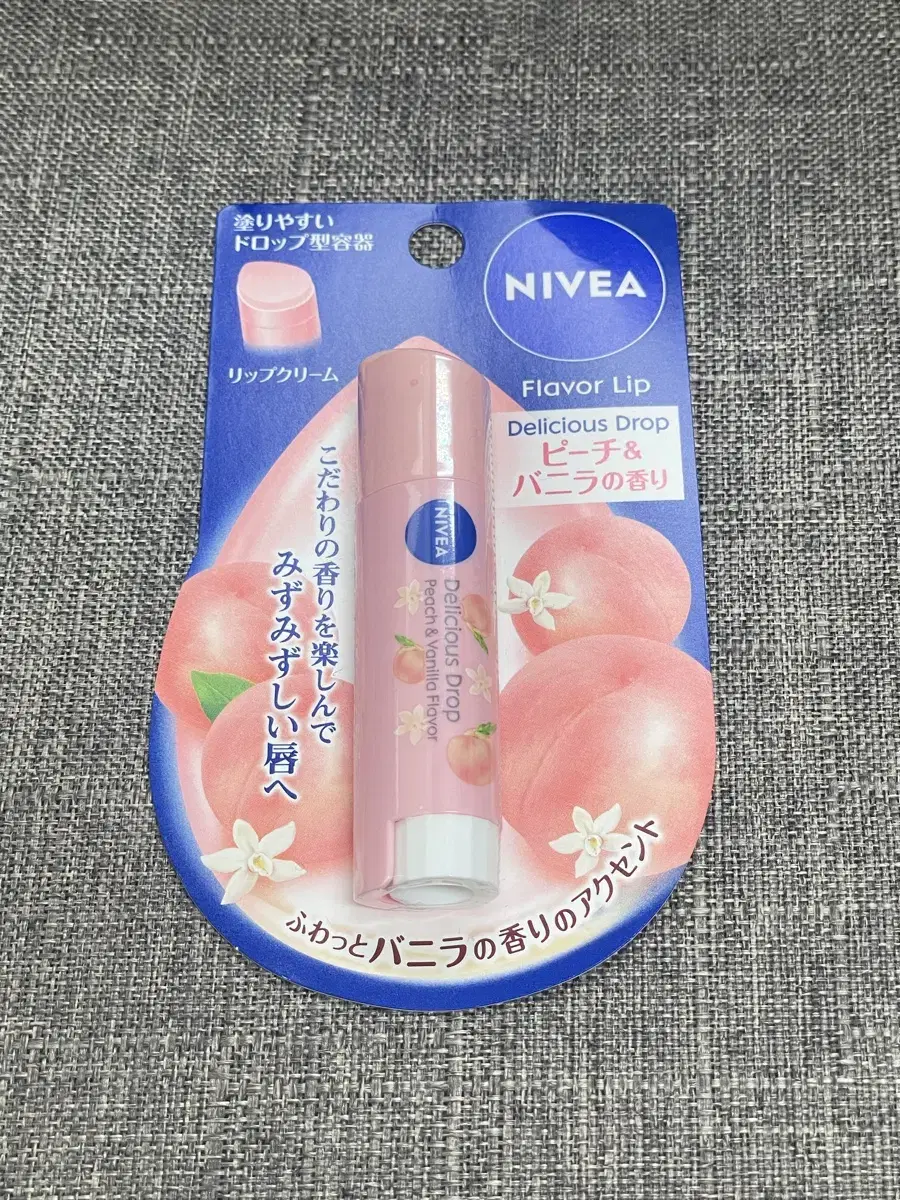 塗りやすい
ドロップ型容器
リップクリーム
NIVEA
Flavor Lip
Delicious Drop
ピーチ&
バニラの香り
こだわりの香りを楽しんで
みずみずしい唇へ
NIVEA
Delicious Drop
Peach & Vanilla Flavor
ふわっとバニラの香りのアクセント